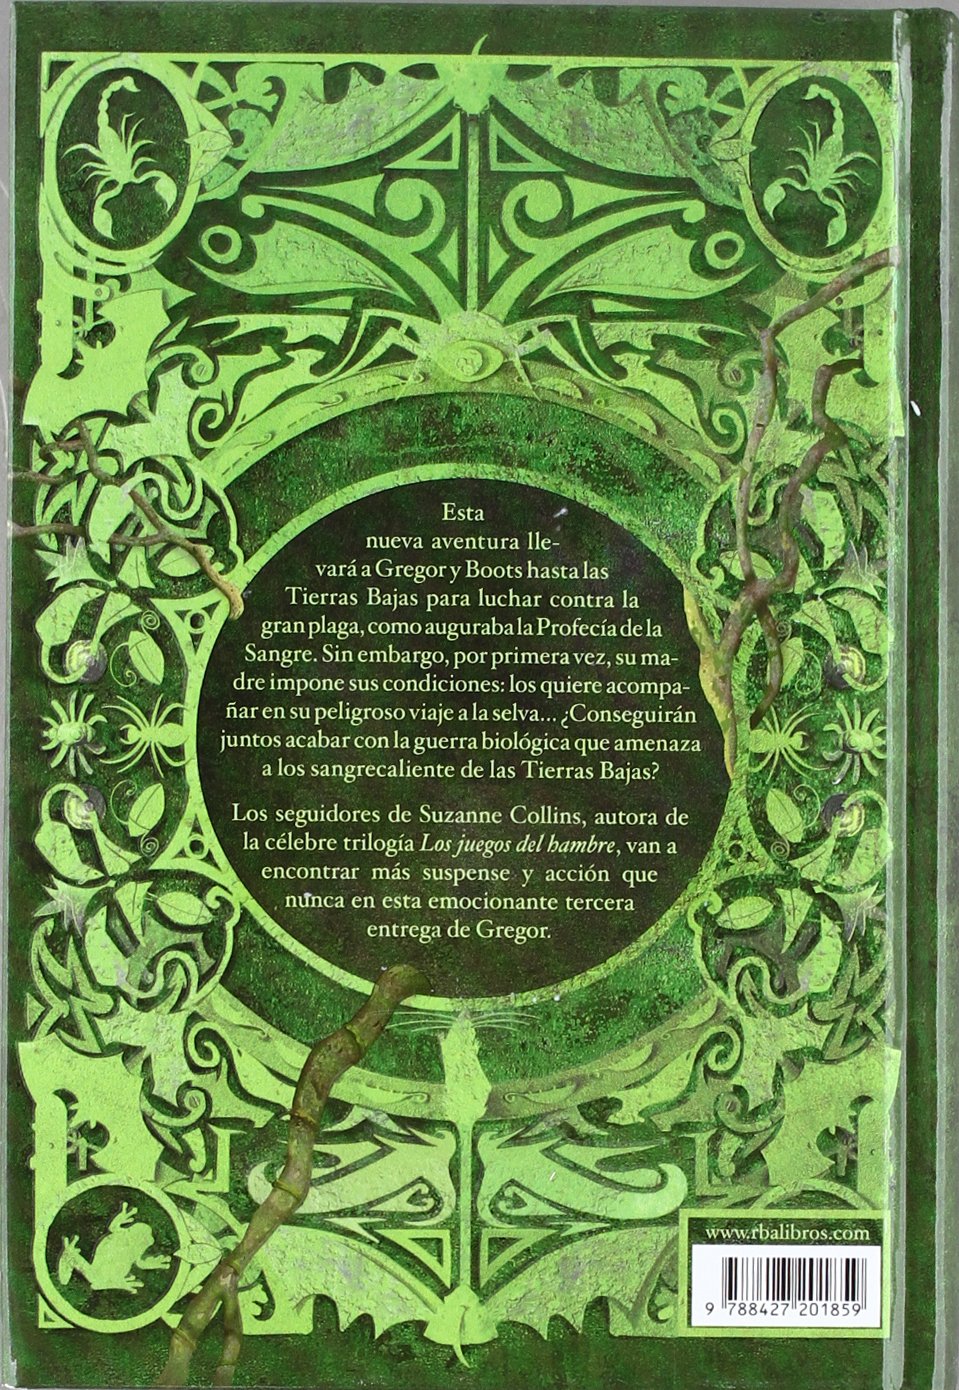 Esta
nueva aventura lle-
vará a Gregor y Boots hasta las
Tierras Bajas para luchar contra la
gran plaga, como auguraba la Profecía de la
Sangre. Sin embargo, por primera vez, su ma-
dre impone sus condiciones: los quiere acompa-
ñar en su peligroso viaje a la selva... ¿Conseguirán
juntos acabar con la guerra biológica que amenaza
a los sangrecaliente de las Tierras Bajas?
Los seguidores de Suzanne Collins, autora de
la célebre trilogía Los juegos del hambre, van a
encontrar más suspense y acción que
nunca en esta emocionante tercera
entrega de Gregor.
www.rbalibros.com
9 788427 201859